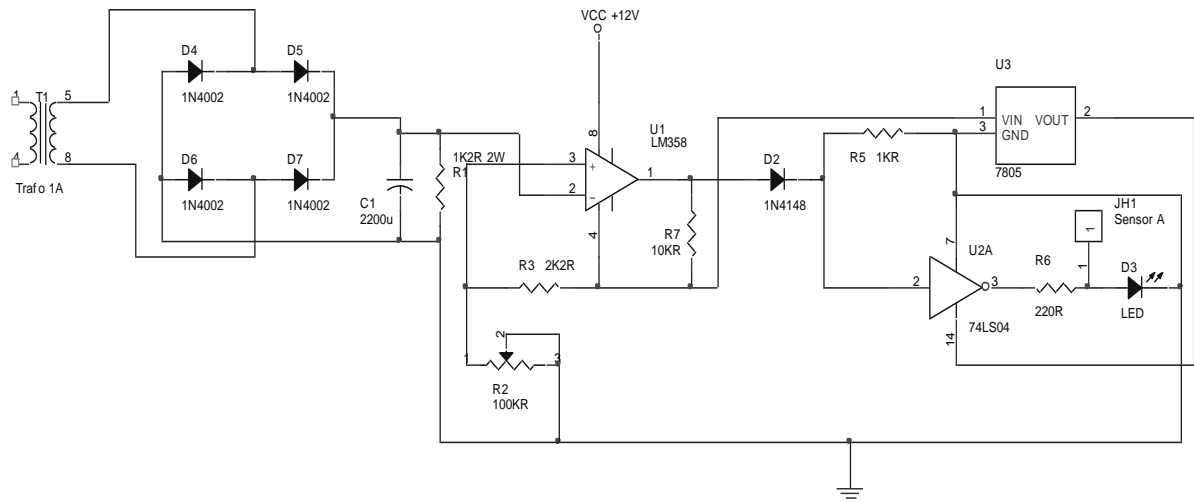 VCC +12V
D4
D5
U3
1N4002
1N4002
1
T1
5
1
VIN
VOUT
2
3
GND
8
U1
LM358
7805
4
8
Trafo 1A
D6
D7
1N4002
1N4002
1K2R 2W
R1
3
+
2
−
1
4
D2
1N4148
R5 1KR
C1
2200u
R7
10KR
JH1
Sensor A
1
1
7
U2A
R3 2K2R
2
3
R6
220R
D3
LED
74LS04
14
1
2
3
R2
100KR